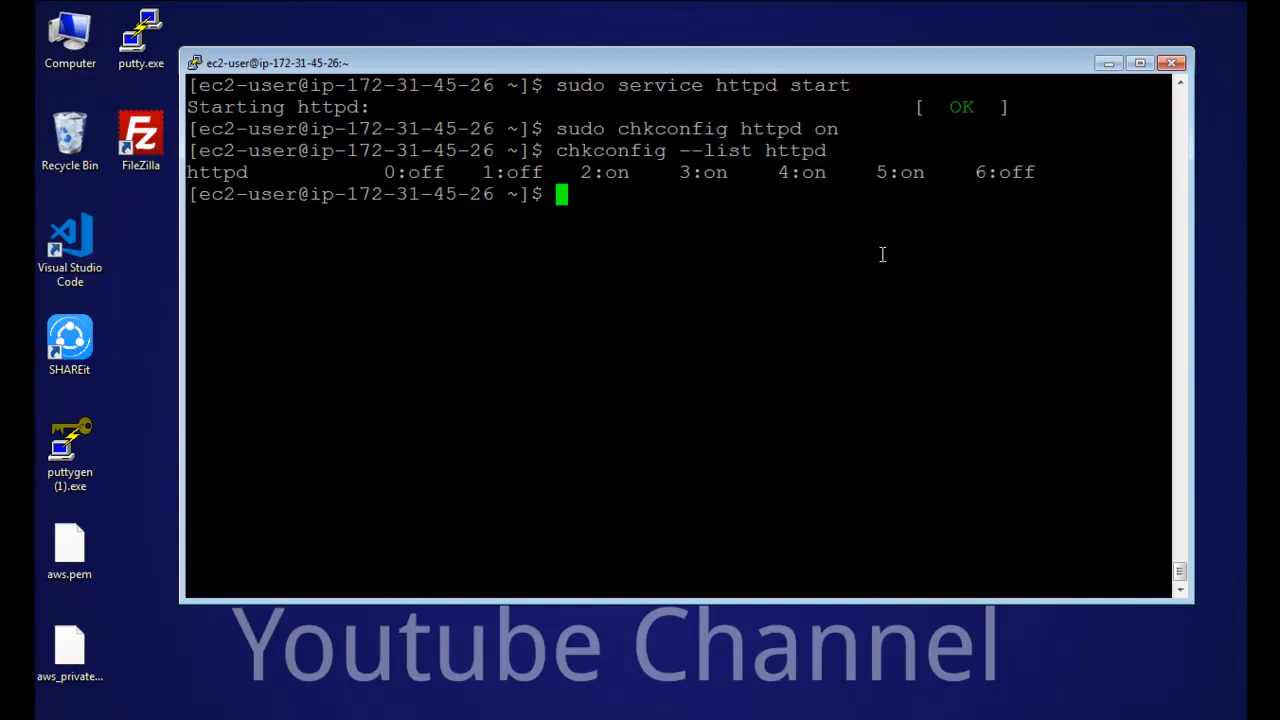 Computer
putty.exe
Recycle Bin
FileZilla
Visual Studio
Code
SHAREit
puttygen
(1).exe
aws.pem
aws_private...
ec2-user@ip-172-31-45-26:~
[ec2-user@ip-172-31-45-26 ~]$ sudo service httpd start
Starting httpd: [ OK ]
[ec2-user@ip-172-31-45-26 ~]$ sudo chkconfig httpd on
[ec2-user@ip-172-31-45-26 ~]$ chkconfig --list httpd
httpd 0:off 1:off 2:on 3:on 4:on 5:on 6:off
[ec2-user@ip-172-31-45-26 ~]$
Youtube Channel